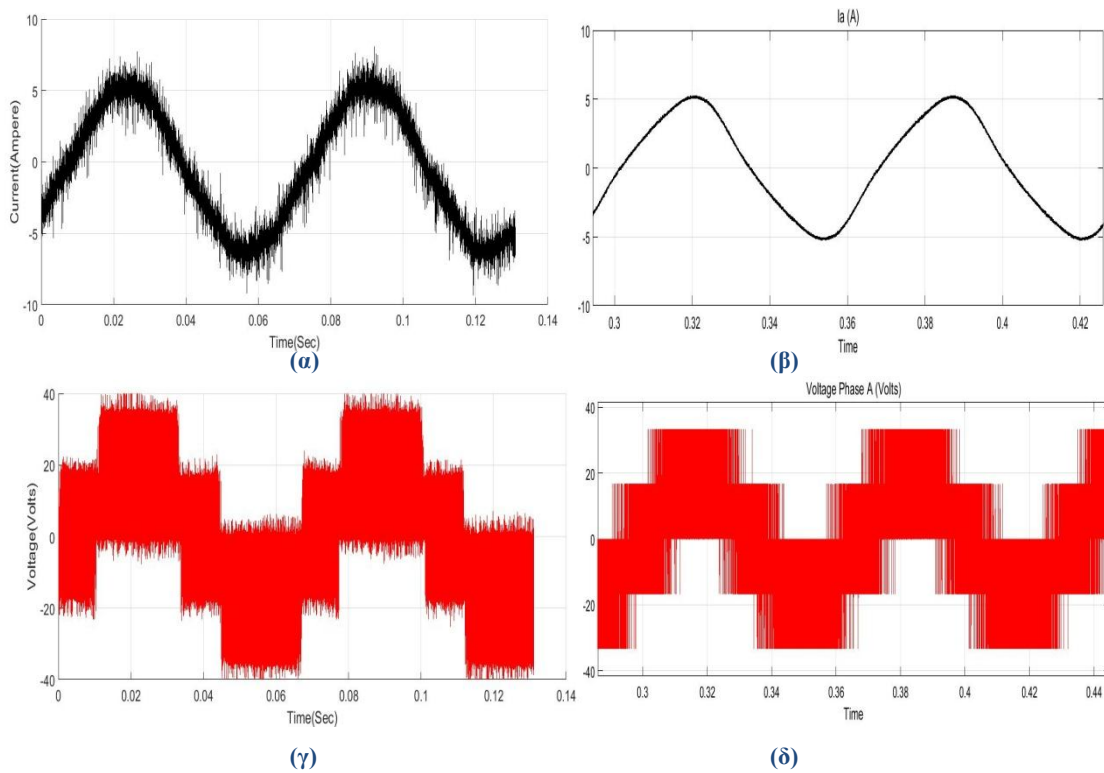 10
5
0
-5
-10
Current(Ampere)
0 0.02 0.04 0.06 0.08 0.1 0.12 0.14
Time(Sec)
(α)
Ia (A)
10
5
0
-5
-10
0.3 0.32 0.34 0.36 0.38 0.4 0.42
Time
(β)
40
20
0
-20
-40
Voltage(Volts)
0 0.02 0.04 0.06 0.08 0.1 0.12 0.14
Time(Sec)
(γ)
Voltage Phase A (Volts)
40
20
0
-20
-40
0.3 0.32 0.34 0.36 0.38 0.4 0.42 0.44
Time
(δ)